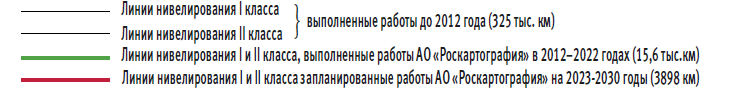 Линии нивелирования I класса
выполненные работы до 2012 года (325 тыс. км)
Линии нивелирования II класса
Линии нивелирования I и II класса, выполненные работы АО «Роскартография» в 2012–2022 годах (15,6 тыс.км)
Линии нивелирования I и II класса запланированные работы АО «Роскартография» на 2023-2030 годы (3898 км)